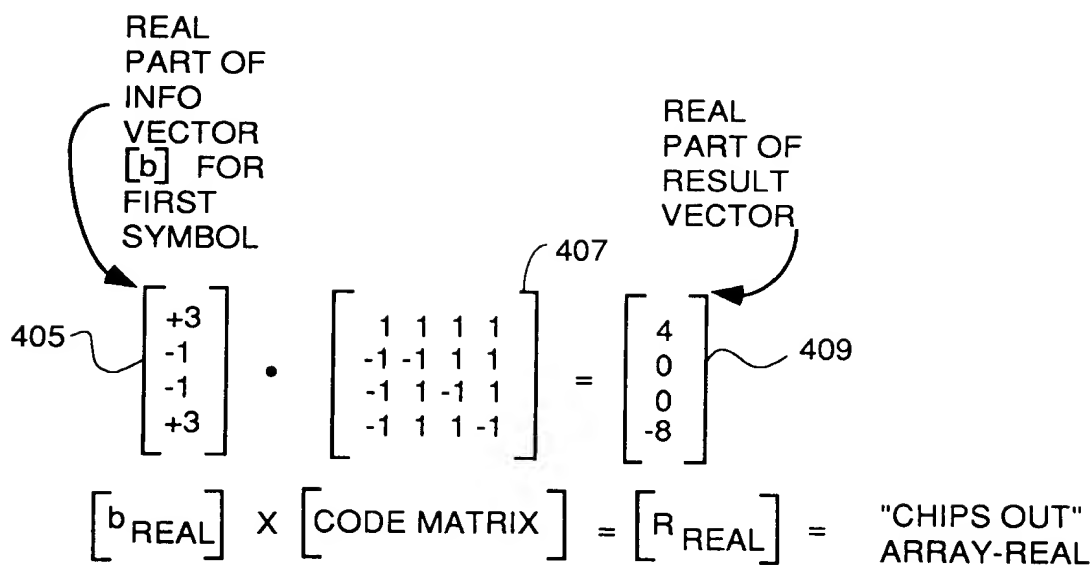 REAL
PART OF
INFO
VECTOR
[b] FOR
FIRST
SYMBOL
REAL
PART OF
RESULT
VECTOR
407
405
+3
-1
-1
+3
•
1 1 1 1
-1 -1 1 1
-1 1 -1 1
-1 1 1 -1
=
4
0
0
-8
409
[b REAL] X [CODE MATRIX] = [R REAL] = "CHIPS OUT"
ARRAY-REAL